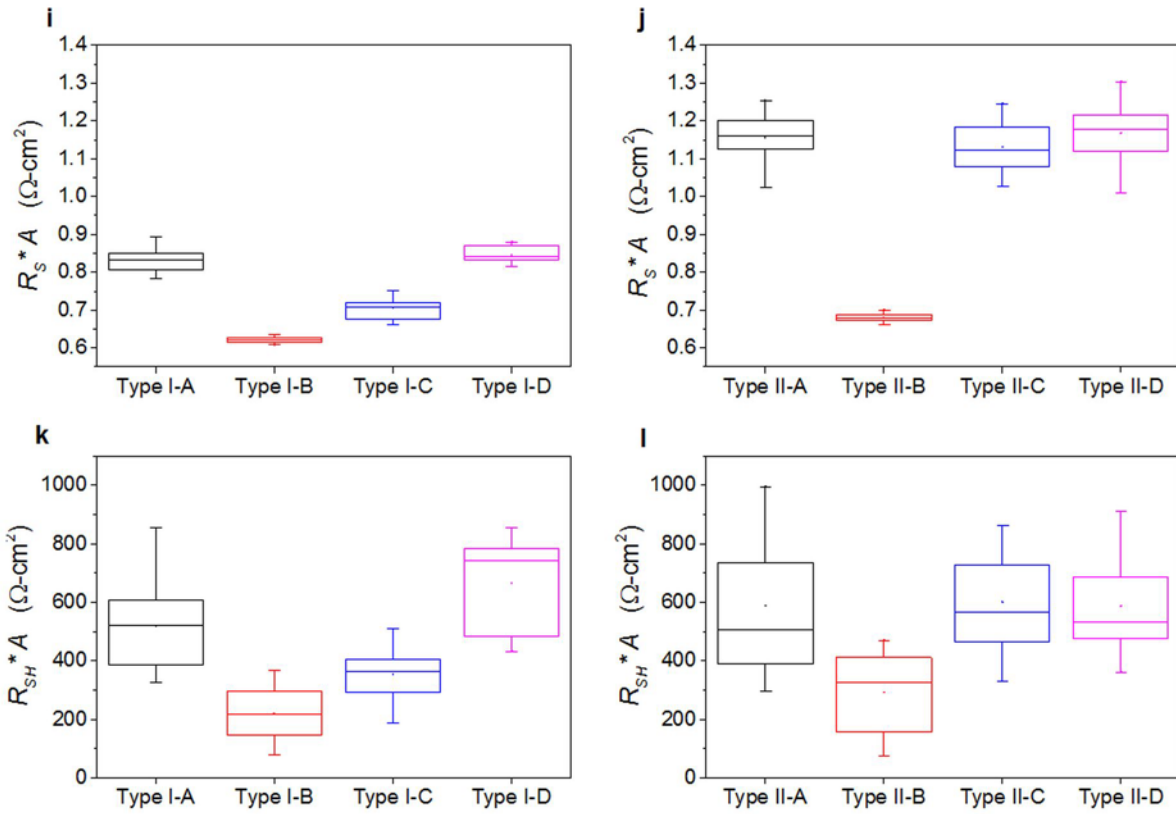 i
1.4
1.3
1.2
1.1
1.0
0.9
0.8
0.7
0.6
R_S* A (Ω-cm²)
Type I-A Type I-B Type I-C Type I-D
j
1.4
1.3
1.2
1.1
1.0
0.9
0.8
0.7
0.6
R_S* A (Ω-cm²)
Type II-A Type II-B Type II-C Type II-D
k
1000
800
600
400
200
0
R_SH* A (Ω-cm²)
Type I-A Type I-B Type I-C Type I-D
l
1000
800
600
400
200
0
R_SH* A (Ω-cm²)
Type II-A Type II-B Type II-C Type II-D